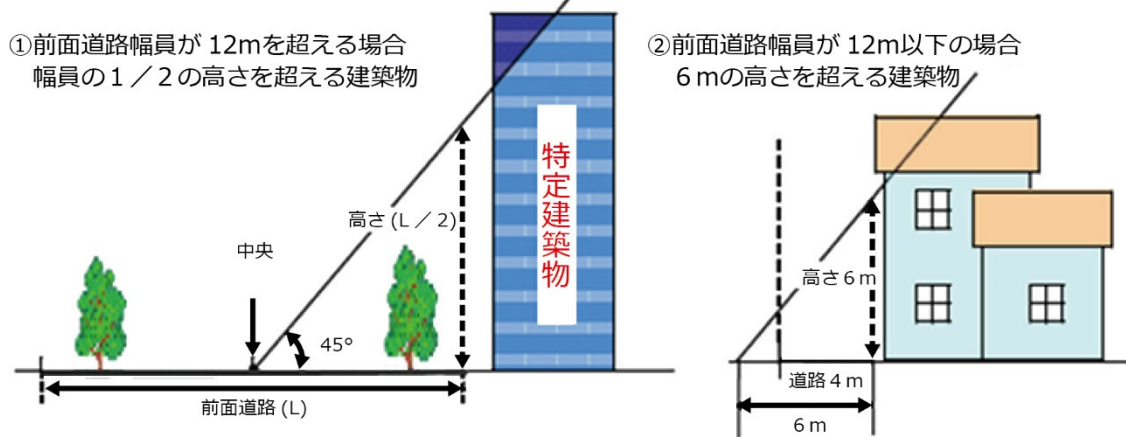 ①前面道路幅員が 12mを超える場合
幅員の1／2の高さを超える建築物
②前面道路幅員が 12m以下の場合
6ｍの高さを超える建築物
特定建築物
高さ (L ／ 2)
中央
45°
前面道路 (L)
高さ 6 m
道路 4 m
6 m